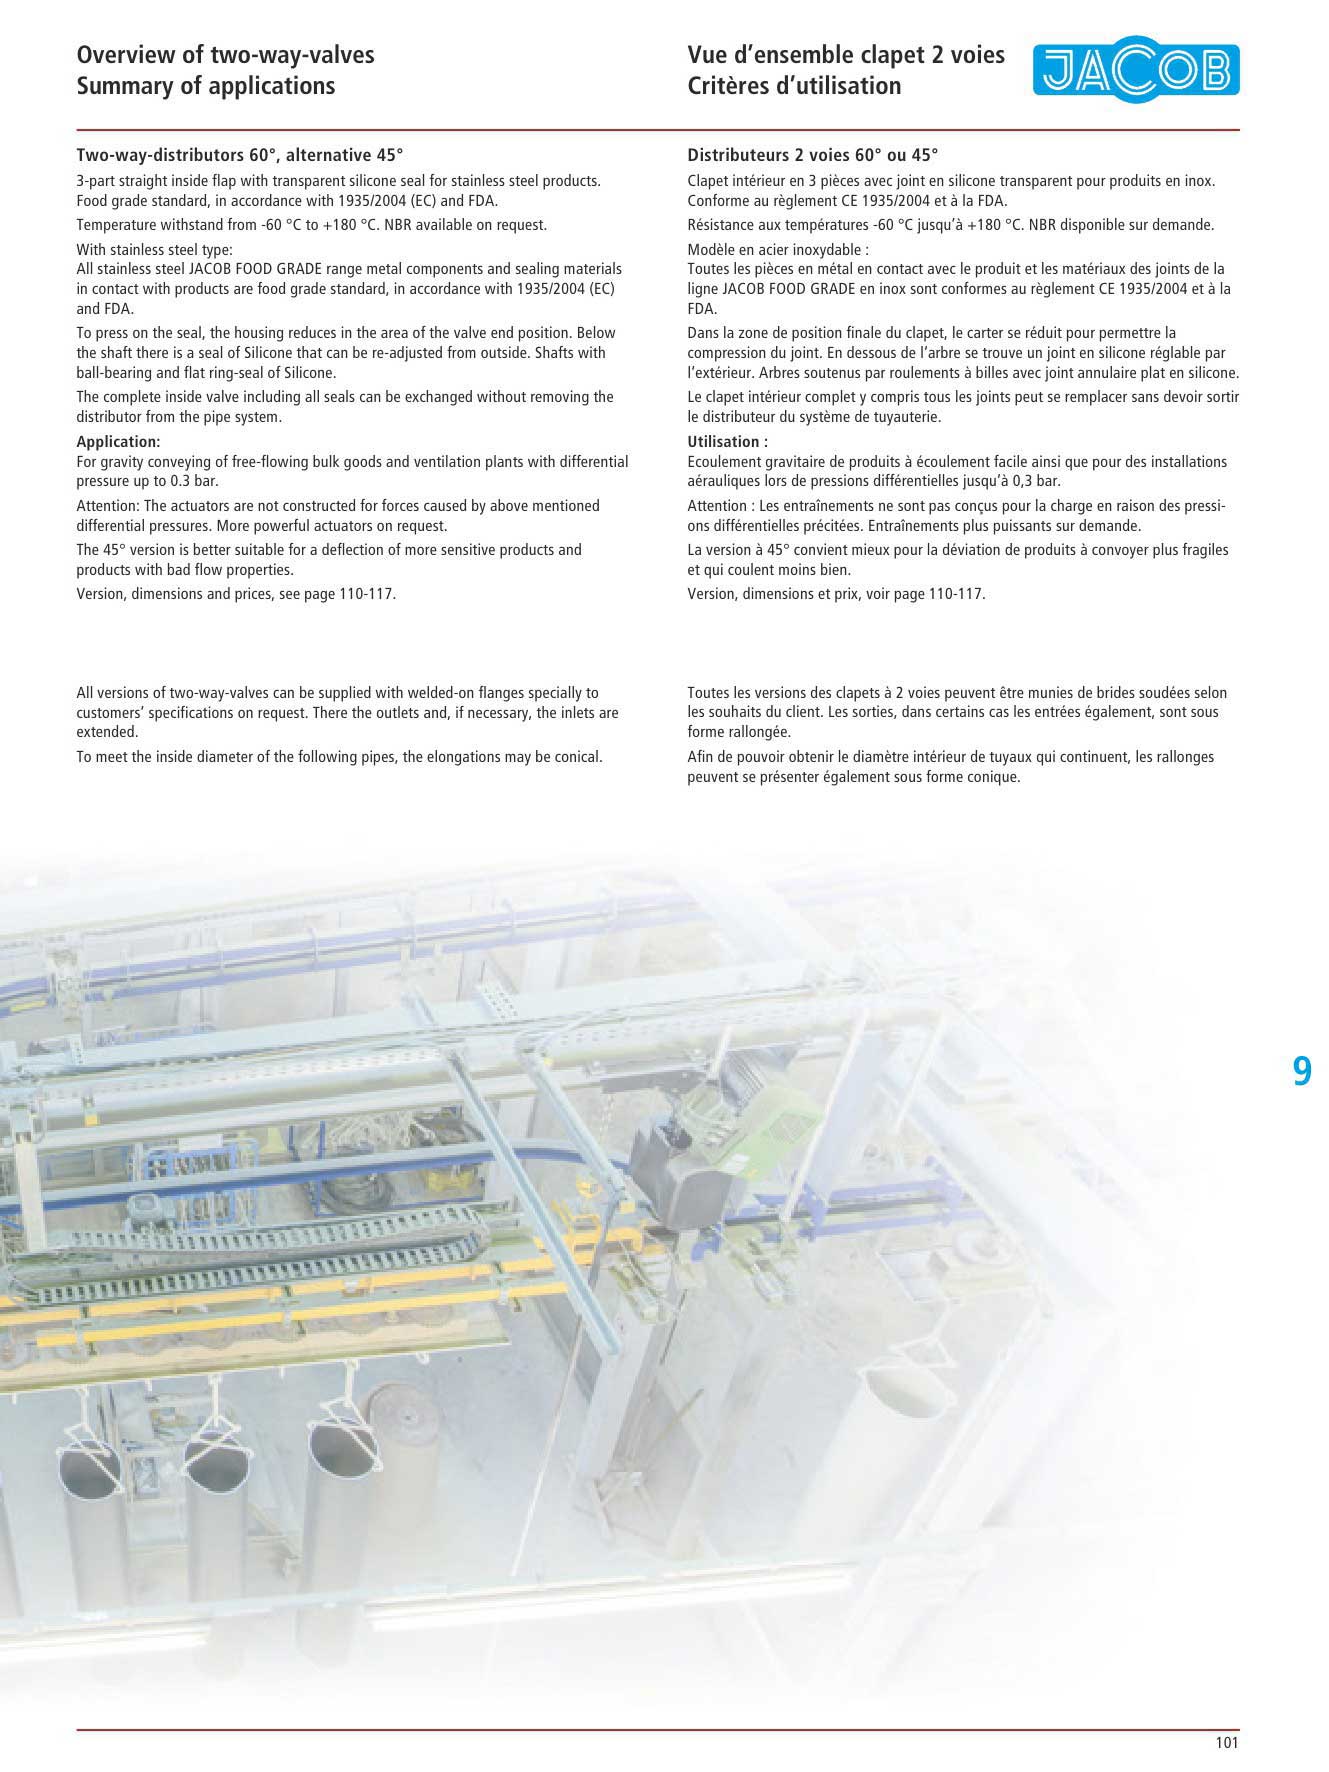 Overview of two-way-valves
Summary of applications
Vue d’ensemble clapet 2 voies
Critères d’utilisation
JACOB
Two-way-distributors 60°, alternative 45°
3-part straight inside flap with transparent silicone seal for stainless steel products.
Food grade standard, in accordance with 1935/2004 (EC) and FDA.
Temperature withstand from -60 °C to +180 °C. NBR available on request.
With stainless steel type:
All stainless steel JACOB FOOD GRADE range metal components and sealing materials
in contact with products are food grade standard, in accordance with 1935/2004 (EC)
and FDA.
To press on the seal, the housing reduces in the area of the valve end position. Below
the shaft there is a seal of Silicone that can be re-adjusted from outside. Shafts with
ball-bearing and flat ring-seal of Silicone.
The complete inside valve including all seals can be exchanged without removing the
distributor from the pipe system.
Application:
For gravity conveying of free-flowing bulk goods and ventilation plants with differential
pressure up to 0.3 bar.
Attention: The actuators are not constructed for forces caused by above mentioned
differential pressures. More powerful actuators on request.
The 45° version is better suitable for a deflection of more sensitive products and
products with bad flow properties.
Version, dimensions and prices, see page 110-117.
All versions of two-way-valves can be supplied with welded-on flanges specially to
customers’ specifications on request. There the outlets and, if necessary, the inlets are
extended.
To meet the inside diameter of the following pipes, the elongations may be conical.
Distributeurs 2 voies 60° ou 45°
Clapet intérieur en 3 pièces avec joint en silicone transparent pour produits en inox.
Conforme au règlement CE 1935/2004 et à la FDA.
Résistance aux températures -60 °C jusqu’à +180 °C. NBR disponible sur demande.
Modèle en acier inoxydable :
Toutes les pièces en métal en contact avec le produit et les matériaux des joints de la
ligne JACOB FOOD GRADE en inox sont conformes au règlement CE 1935/2004 et à la
FDA.
Dans la zone de position finale du clapet, le carter se réduit pour permettre la
compression du joint. En dessous de l’arbre se trouve un joint en silicone réglable par
l’extérieur. Arbres soutenus par roulements à billes avec joint annulaire plat en silicone.
Le clapet intérieur complet y compris tous les joints peut se remplacer sans devoir sortir
le distributeur du système de tuyauterie.
Utilisation :
Ecoulement gravitaire de produits à écoulement facile ainsi que pour des installations
aérauliques lors de pressions différentielles jusqu’à 0,3 bar.
Attention : Les entraînements ne sont pas conçus pour la charge en raison des pressi-
ons différentielles précitées. Entraînements plus puissants sur demande.
La version à 45° convient mieux pour la déviation de produits à convoyer plus fragiles
et qui coulent moins bien.
Version, dimensions et prix, voir page 110-117.
Toutes les versions des clapets à 2 voies peuvent être munies de brides soudées selon
les souhaits du client. Les sorties, dans certains cas les entrées également, sont sous
forme rallongée.
Afin de pouvoir obtenir le diamètre intérieur de tuyaux qui continuent, les rallonges
peuvent se présenter également sous forme conique.
9
101